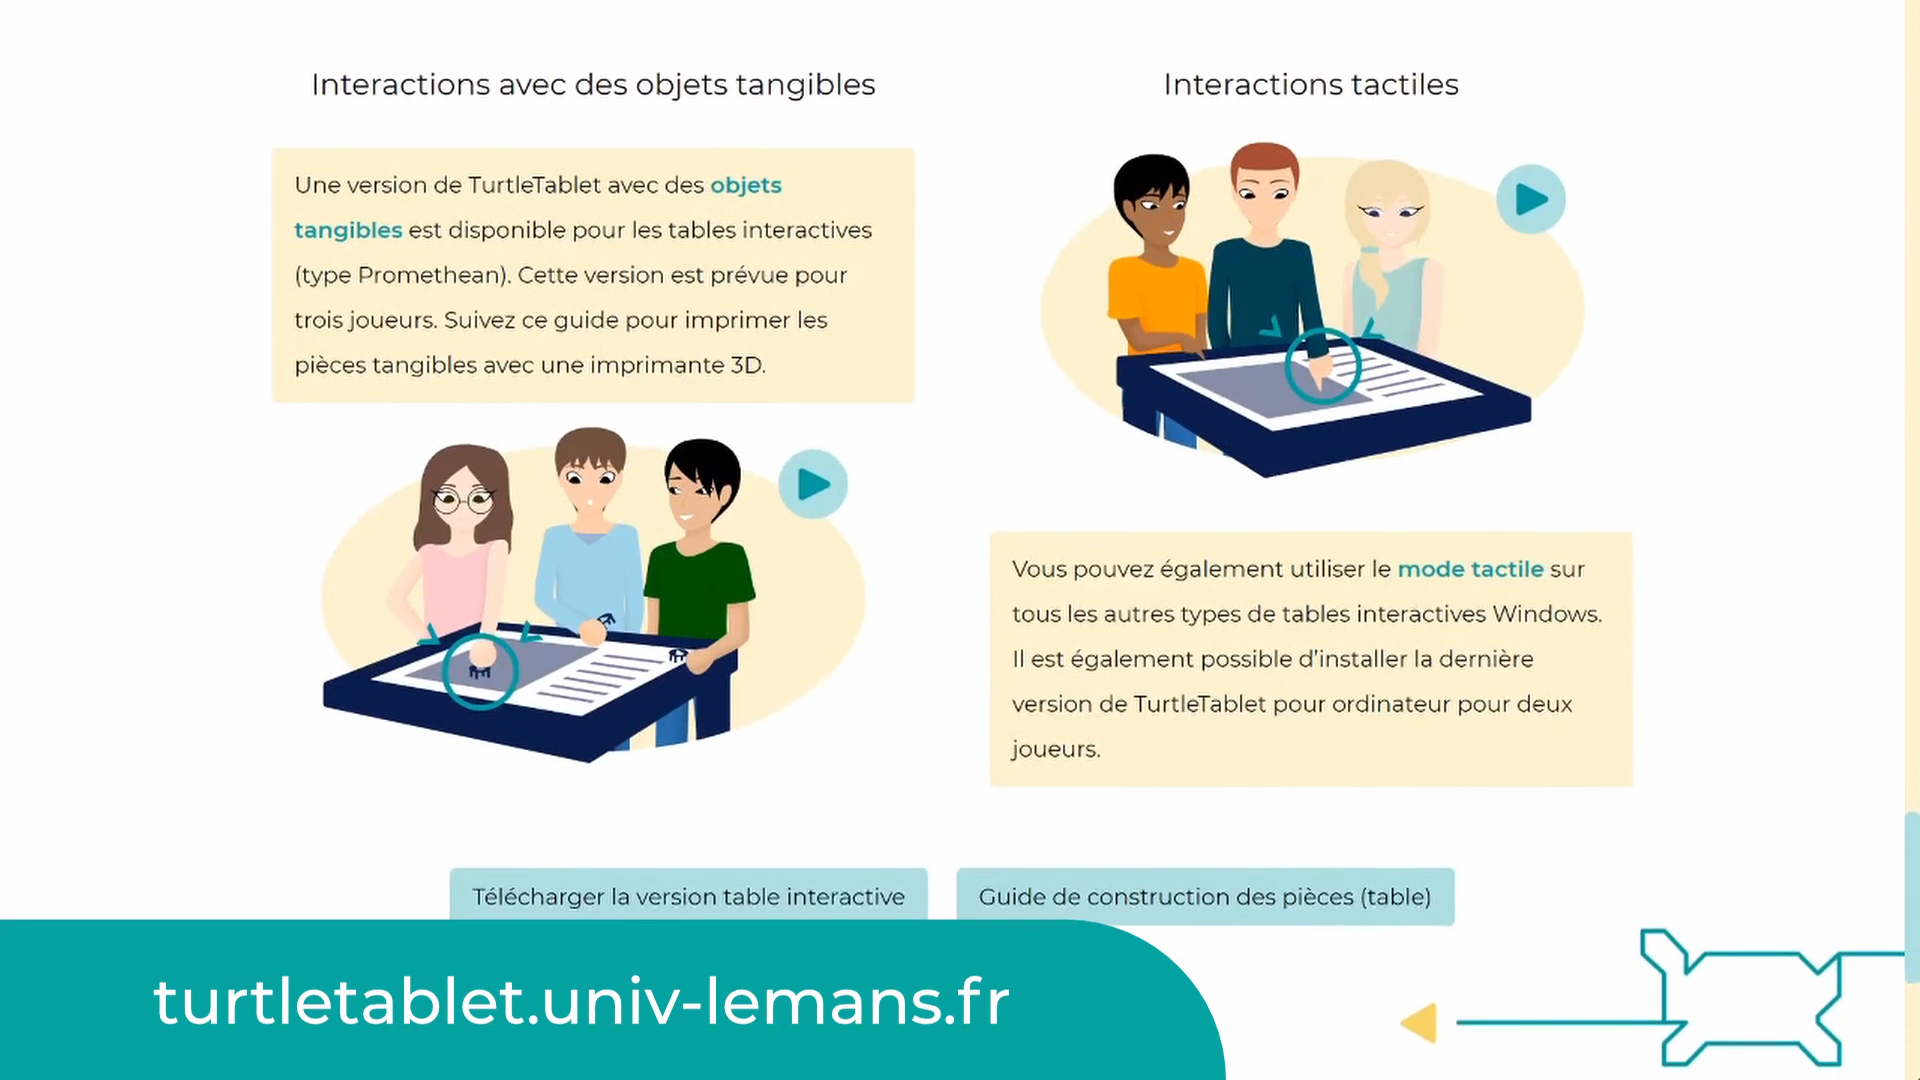 Interactions avec des objets tangibles
Une version de TurtleTablet avec des objets
tangibles est disponible pour les tables interactives
(type Promethean). Cette version est prévue pour
trois joueurs. Suivez ce guide pour imprimer les
pièces tangibles avec une imprimante 3D.
Interactions tactiles
Vous pouvez également utiliser le mode tactile sur
tous les autres types de tables interactives Windows.
Il est également possible d'installer la dernière
version de TurtleTablet pour ordinateur pour deux
joueurs.
Télécharger la version table interactive
Guide de construction des pièces (table)
turtletablet.univ-lemans.fr